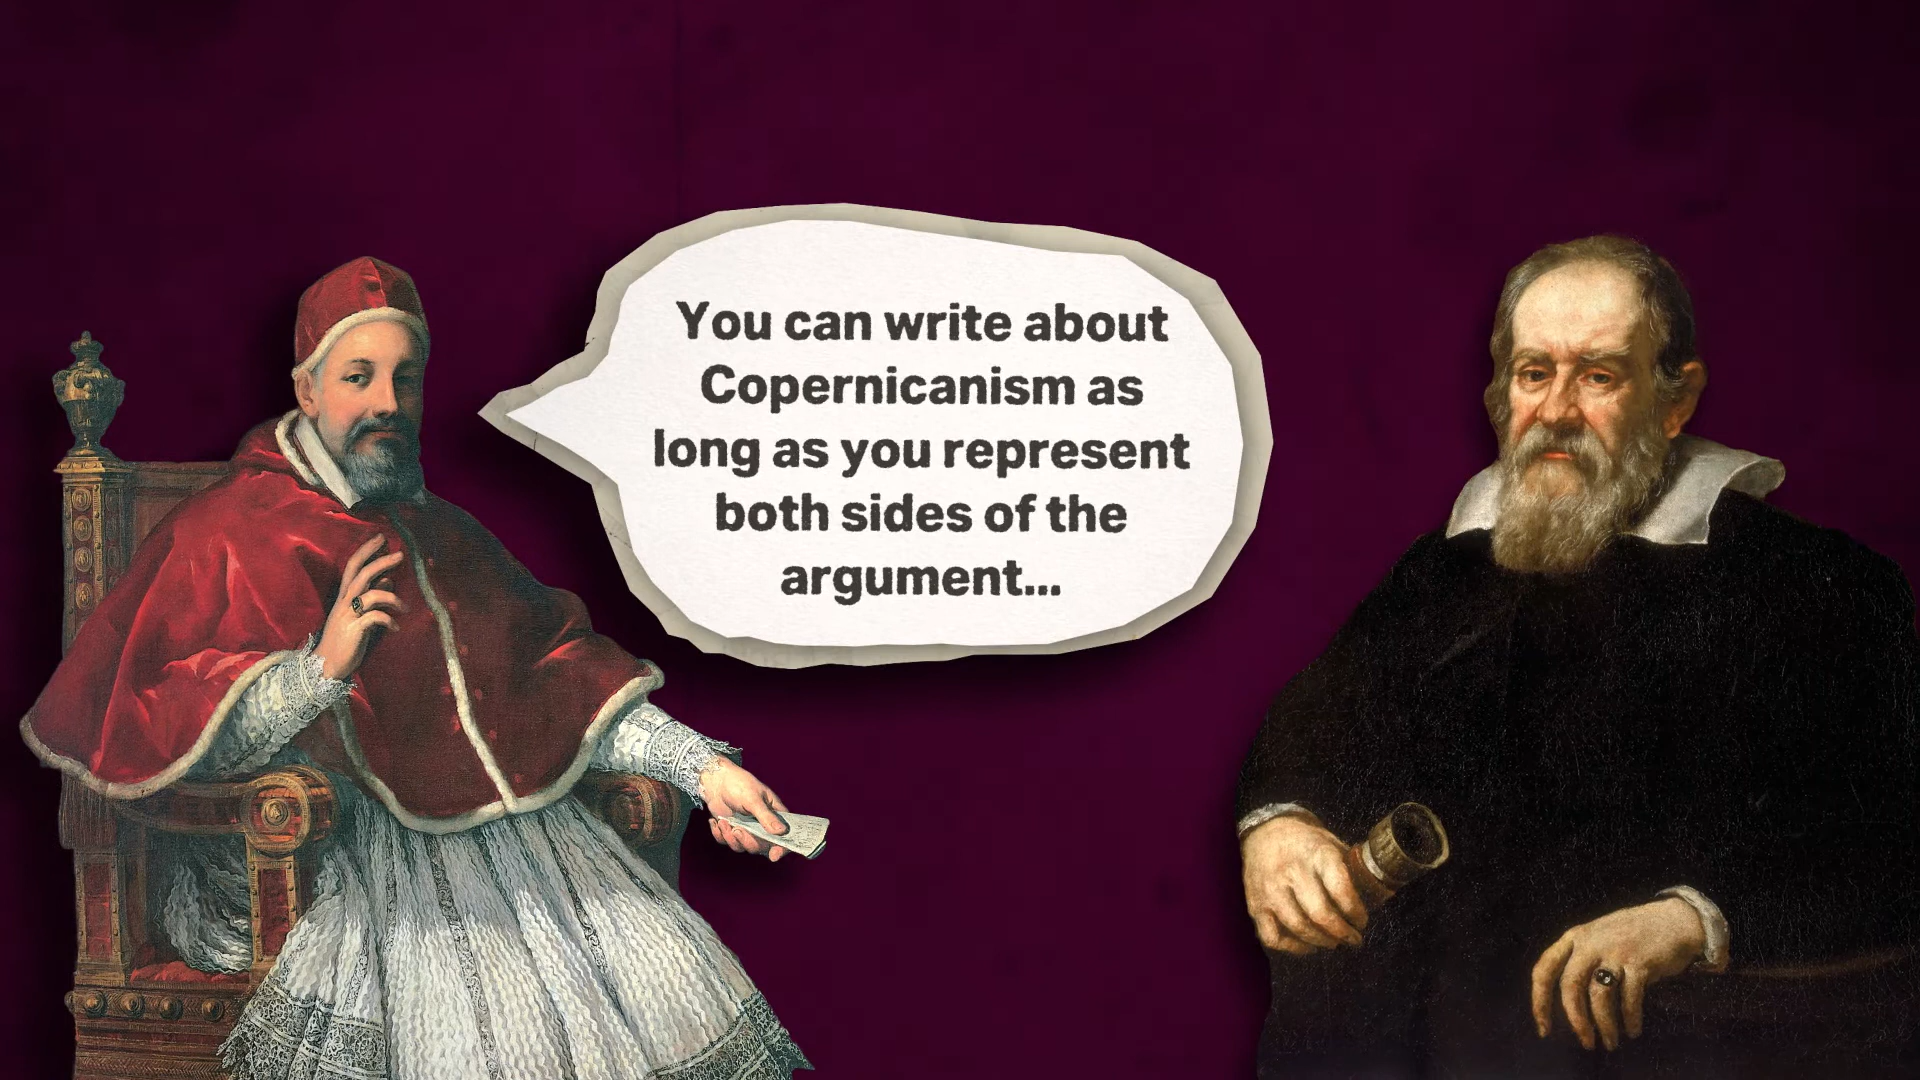 You can write about
Copernicanism as
long as you represent
both sides of the
argument...